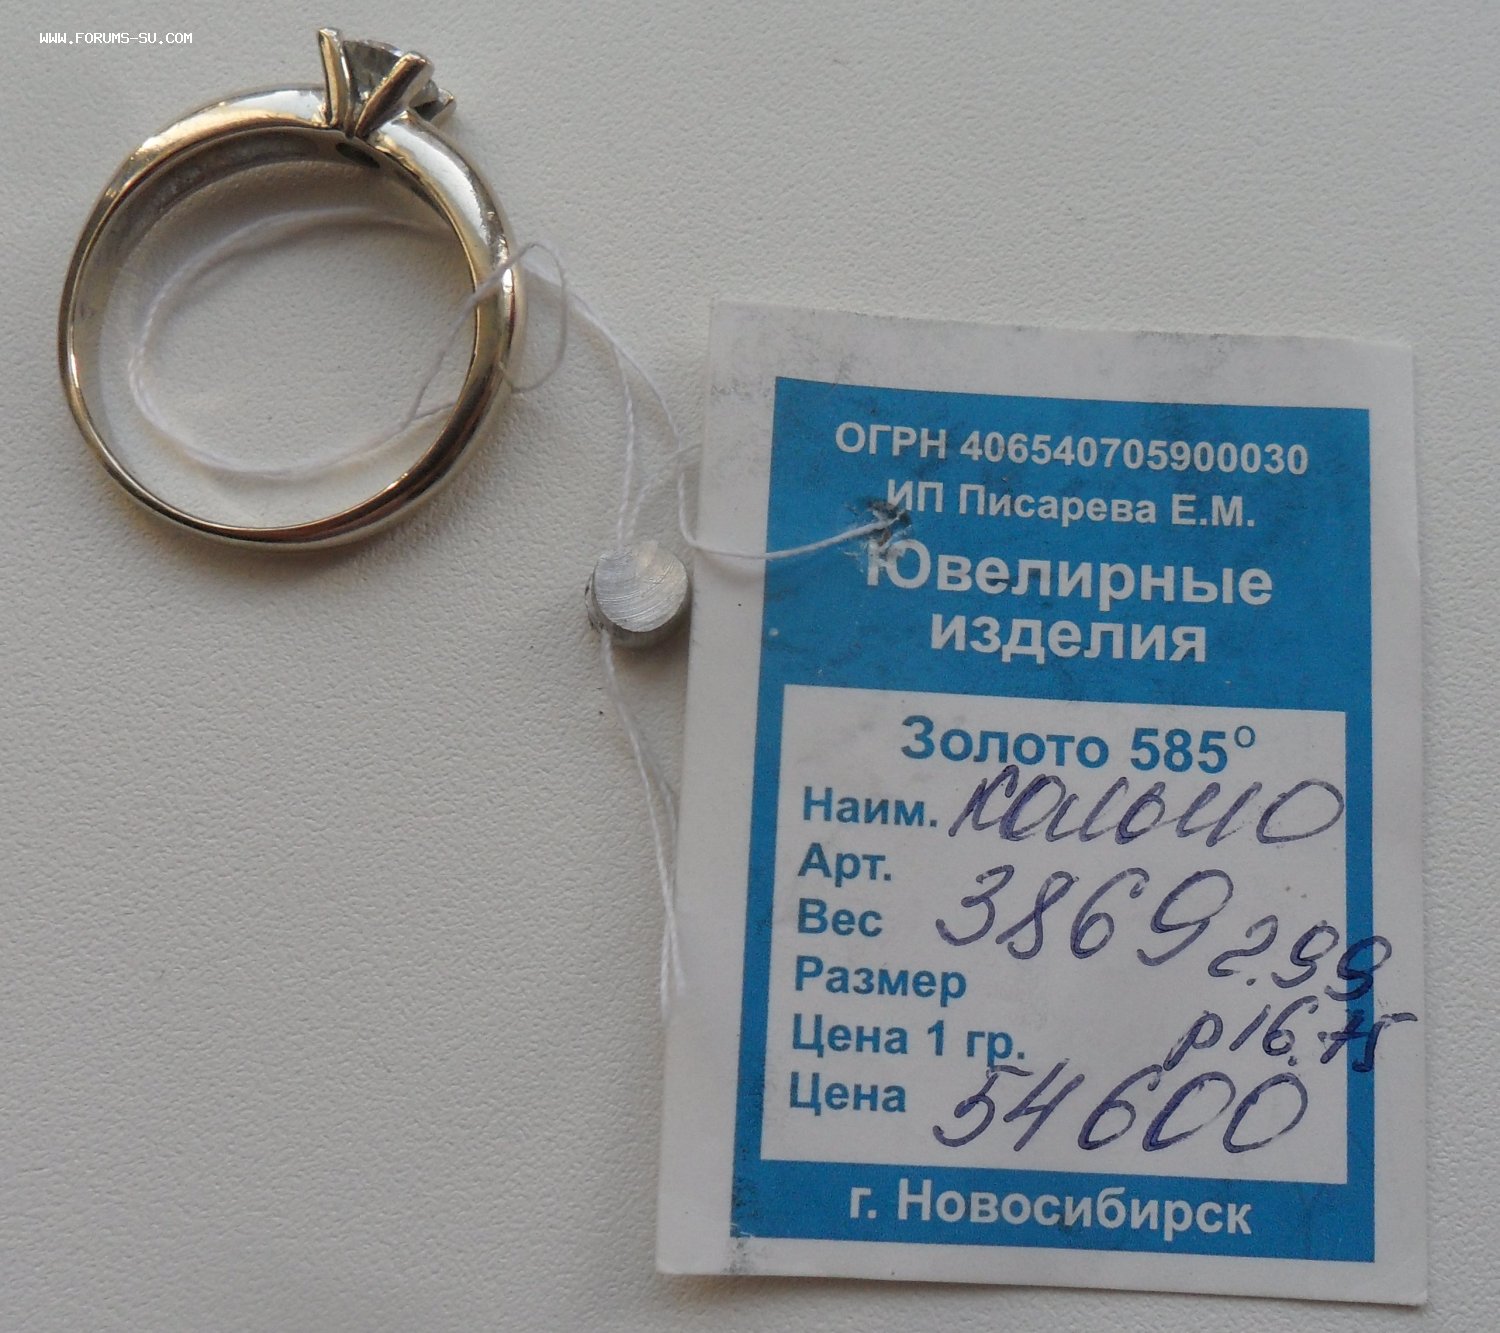 WWW.FORUMS-SU.COM
ОГРН 406540705900030
ИП Писарева Е.М.
Ювелирные
изделия
Золото 585°
Наим. кольцо
Арт. 3869
Вес 2.99
Размер р 16.75
Цена 1 гр.
Цена 54600
г. Новосибирск